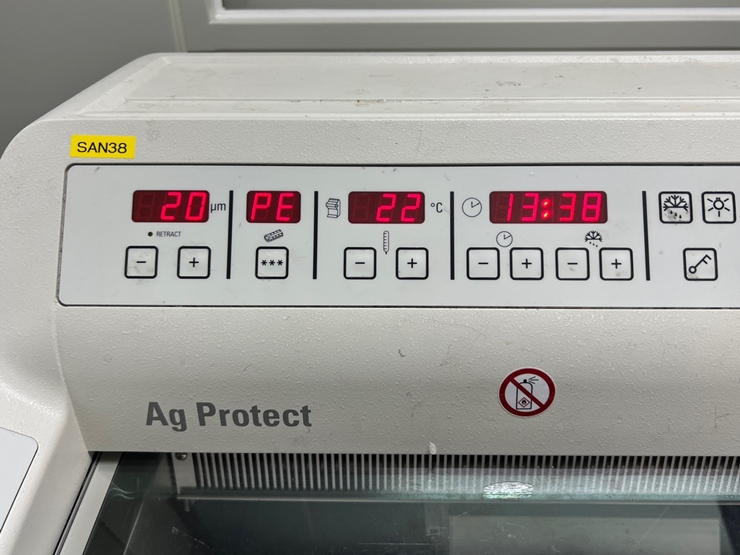 SAN38
20 µm PE 22 °C 13:38
RETRACT
- + *** - + - + - +
Ag Protect